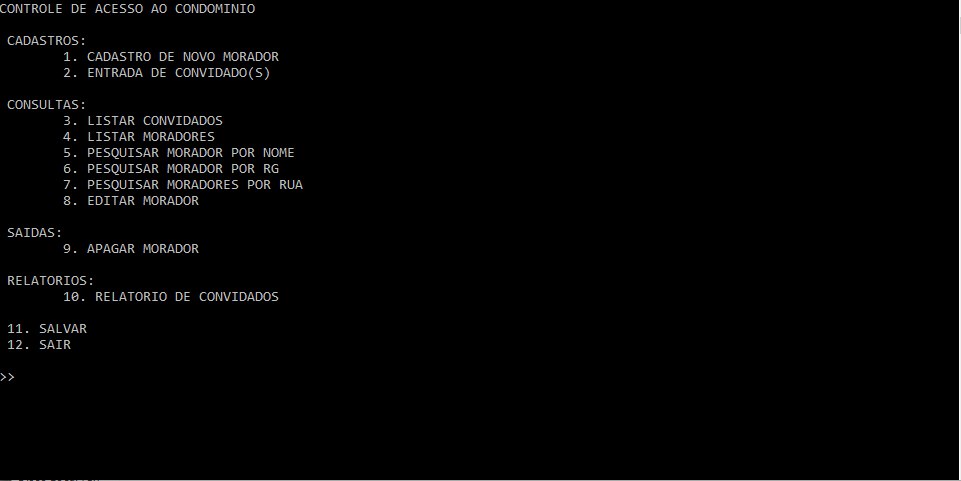 CONTROLE DE ACESSO AO CONDOMINIO
CADASTROS:
1. CADASTRO DE NOVO MORADOR
2. ENTRADA DE CONVIDADO(S)
CONSULTAS:
3. LISTAR CONVIDADOS
4. LISTAR MORADORES
5. PESQUISAR MORADOR POR NOME
6. PESQUISAR MORADOR POR RG
7. PESQUISAR MORADORES POR RUA
8. EDITAR MORADOR
SAIDAS:
9. APAGAR MORADOR
RELATORIOS:
10. RELATORIO DE CONVIDADOS
11. SALVAR
12. SAIR
>>